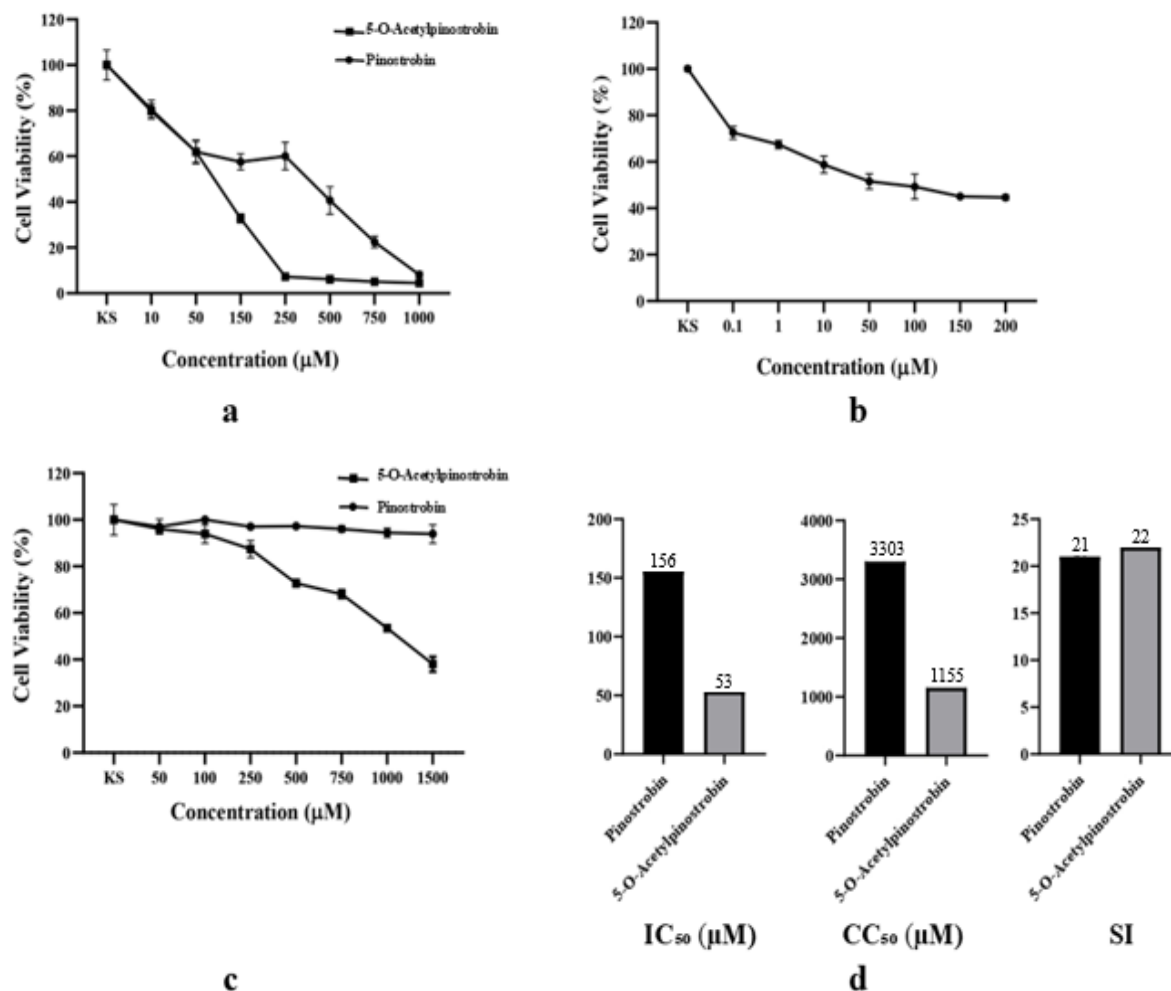 5-O-Acetylpinostrobin
Pinostrobin
Cell Viability (%)
120
100
80
60
40
20
0
KS 10 50 150 250 500 750 1000
Concentration (µM)
a
Cell Viability (%)
120
100
80
60
40
20
0
KS 0.1 1 10 50 100 150 200
Concentration (µM)
b
5-O-Acetylpinostrobin
Pinostrobin
Cell Viability (%)
120
100
80
60
40
20
0
KS 50 100 250 500 750 1000 1500
Concentration (µM)
c
200
150
100
50
0
156
53
Pinostrobin
5-O-Acetylpinostrobin
IC₅₀ (µM)
4000
3000
2000
1000
0
3303
1155
Pinostrobin
5-O-Acetylpinostrobin
CC₅₀ (µM)
25
20
15
10
5
0
21
22
Pinostrobin
5-O-Acetylpinostrobin
SI
d